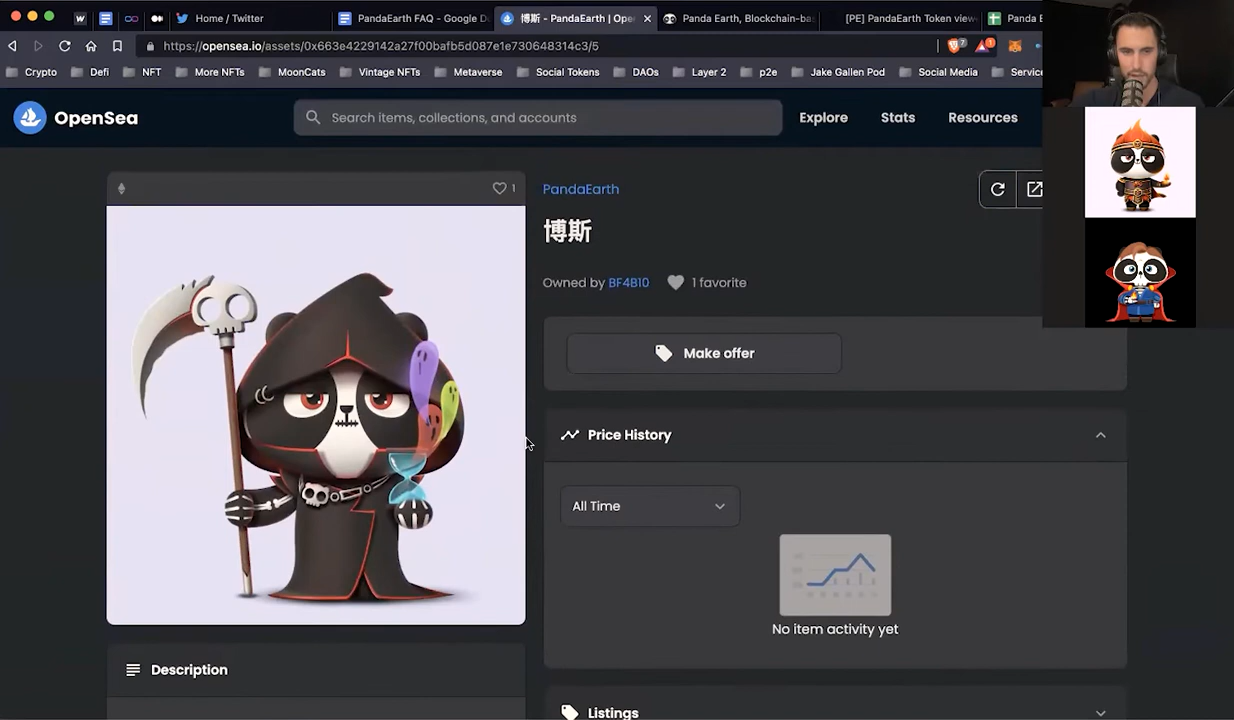 Home / Twitter
PandaEarth FAQ - Google D
博斯 - PandaEarth | Ope
Panda Earth, Blockchain-ba
[PE] PandaEarth Token view
Panda E
https://opensea.io/assets/0x663e4229142a27f00bafb5d087e1e730648314c3/5
7
1
Crypto
Defi
NFT
More NFTs
MoonCats
Vintage NFTs
Metaverse
Social Tokens
DAOs
Layer 2
p2e
Jake Gallen Pod
Social Media
Service
OpenSea
Search items, collections, and accounts
Explore
Stats
Resources
1
PandaEarth
博斯
Owned by BF4B10
1 favorite
Make offer
Price History
All Time
No item activity yet
Description
Listings